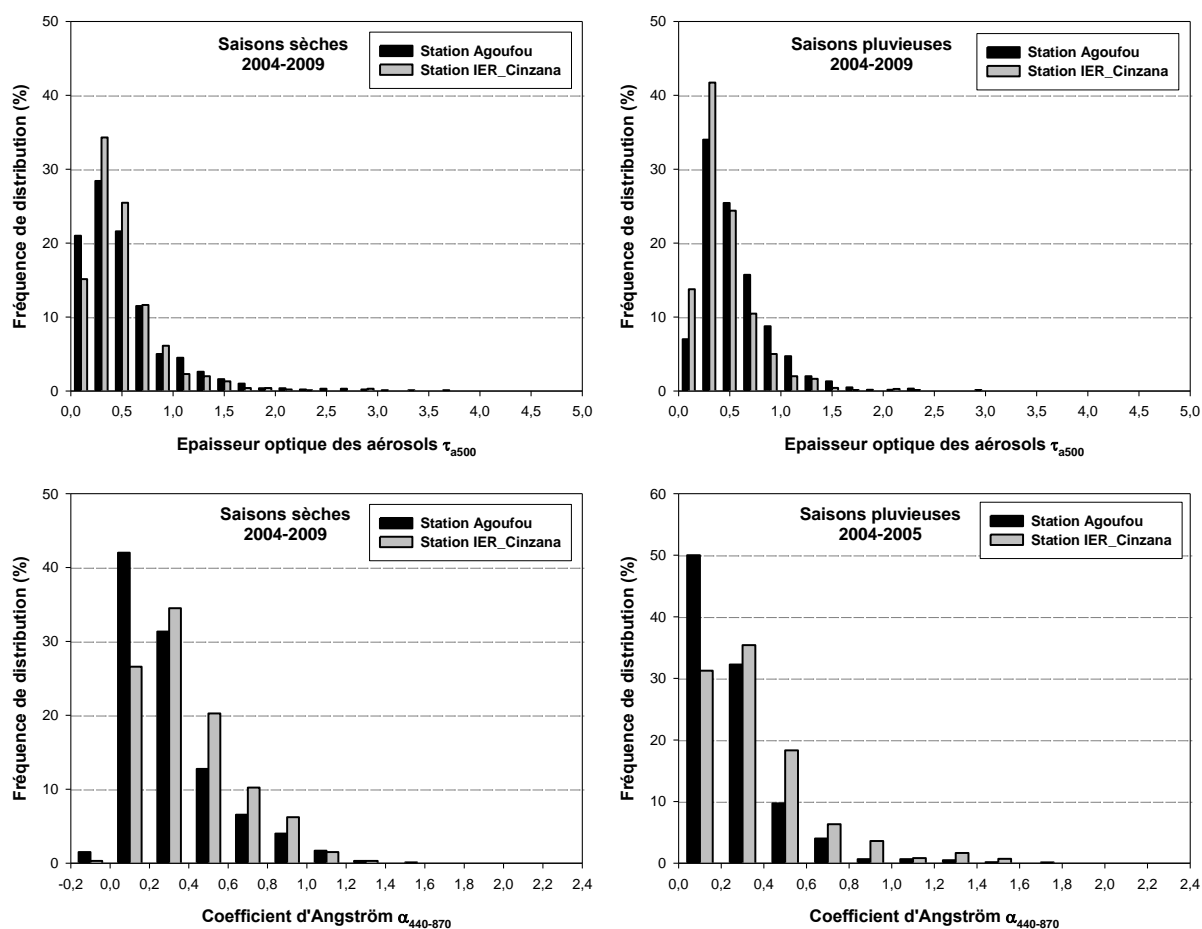 Saisons sèches
2004-2009
Station Agoufou
Station IER_Cinzana
Fréquence de distribution (%)
50
40
30
20
10
0
0,0 0,5 1,0 1,5 2,0 2,5 3,0 3,5 4,0 4,5 5,0
Epaisseur optique des aérosols τa500
Saisons pluvieuses
2004-2009
Station Agoufou
Station IER_Cinzana
Fréquence de distribution (%)
50
40
30
20
10
0
0,0 0,5 1,0 1,5 2,0 2,5 3,0 3,5 4,0 4,5 5,0
Epaisseur optique des aérosols τa500
Saisons sèches
2004-2009
Station Agoufou
Station IER_Cinzana
Fréquence de distribution (%)
50
40
30
20
10
0
-0,2 0,0 0,2 0,4 0,6 0,8 1,0 1,2 1,4 1,6 1,8 2,0 2,2 2,4
Coefficient d'Angström α440-870
Saisons pluvieuses
2004-2005
Station Agoufou
Station IER_Cinzana
Fréquence de distribution (%)
60
50
40
30
20
10
0
0,0 0,2 0,4 0,6 0,8 1,0 1,2 1,4 1,6 1,8 2,0 2,2 2,4
Coefficient d'Angström α440-870